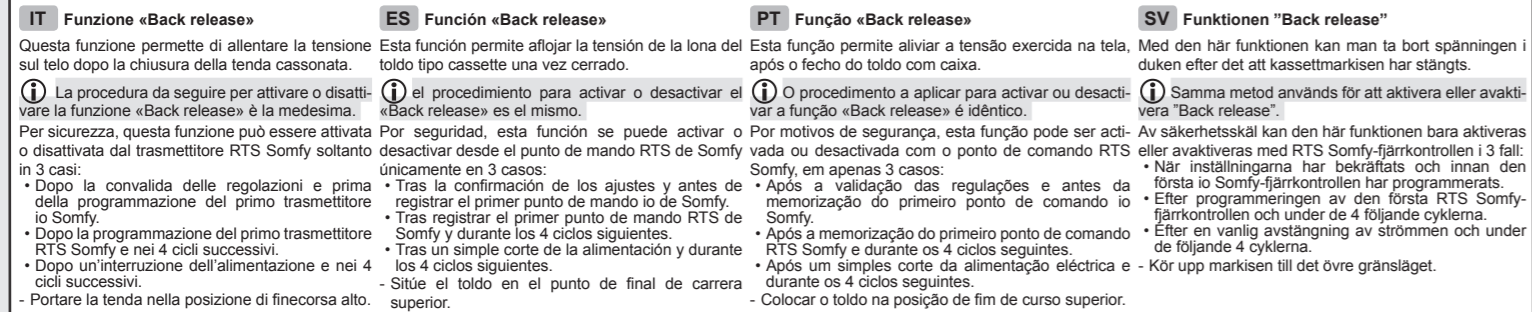 IT Funzione «Back release»
Questa funzione permette di allentare la tensione
sul telo dopo la chiusura della tenda cassonata.
La procedura da seguire per attivare o disatti-
vare la funzione «Back release» è la medesima.
Per sicurezza, questa funzione può essere attivata
o disattivata dal trasmettitore RTS Somfy soltanto
in 3 casi:
• Dopo la convalida delle regolazioni e prima
della programmazione del primo trasmettitore
io Somfy.
• Dopo la programmazione del primo trasmettitore
RTS Somfy e nei 4 cicli successivi.
• Dopo un’interruzione dell’alimentazione e nei 4
cicli successivi.
- Portare la tenda nella posizione di finecorsa alto.
ES Función «Back release»
Esta función permite aflojar la tensión de la lona del
toldo tipo cassette una vez cerrado.
el procedimiento para activar o desactivar el
«Back release» es el mismo.
Por seguridad, esta función se puede activar o
desactivar desde el punto de mando RTS de Somfy
únicamente en 3 casos:
• Tras la confirmación de los ajustes y antes de
registrar el primer punto de mando io de Somfy.
• Tras registrar el primer punto de mando RTS de
Somfy y durante los 4 ciclos siguientes.
• Tras un simple corte de la alimentación y durante
los 4 ciclos siguientes.
- Sitúe el toldo en el punto de final de carrera
superior.
PT Função «Back release»
Esta função permite aliviar a tensão exercida na tela,
após o fecho do toldo com caixa.
O procedimento a aplicar para activar ou desacti-
var a função «Back release» é idêntico.
Por motivos de segurança, esta função pode ser acti-
vada ou desactivada com o ponto de comando RTS
Somfy, em apenas 3 casos:
• Após a validação das regulações e antes da
memorização do primeiro ponto de comando io
Somfy.
• Após a memorização do primeiro ponto de comando
RTS Somfy e durante os 4 ciclos seguintes.
• Após um simples corte da alimentação eléctrica e
durante os 4 ciclos seguintes.
- Colocar o toldo na posição de fim de curso superior.
SV Funktionen ”Back release”
Med den här funktionen kan man ta bort spänningen i
duken efter det att kassettmarkisen har stängts.
Samma metod används för att aktivera eller avakti-
vera ”Back release”.
Av säkerhetsskäl kan den här funktionen bara aktiveras
eller avaktiveras med RTS Somfy-fjärrkontrollen i 3 fall:
• När inställningarna har bekräftats och innan den
första io Somfy-fjärrkontrollen har programmerats.
• Efter programmeringen av den första RTS Somfy-
fjärrkontrollen och under de 4 följande cyklerna.
• Efter en vanlig avstängning av strömmen och under
de följande 4 cyklerna.
- Kör upp markisen till det övre gränsläget.